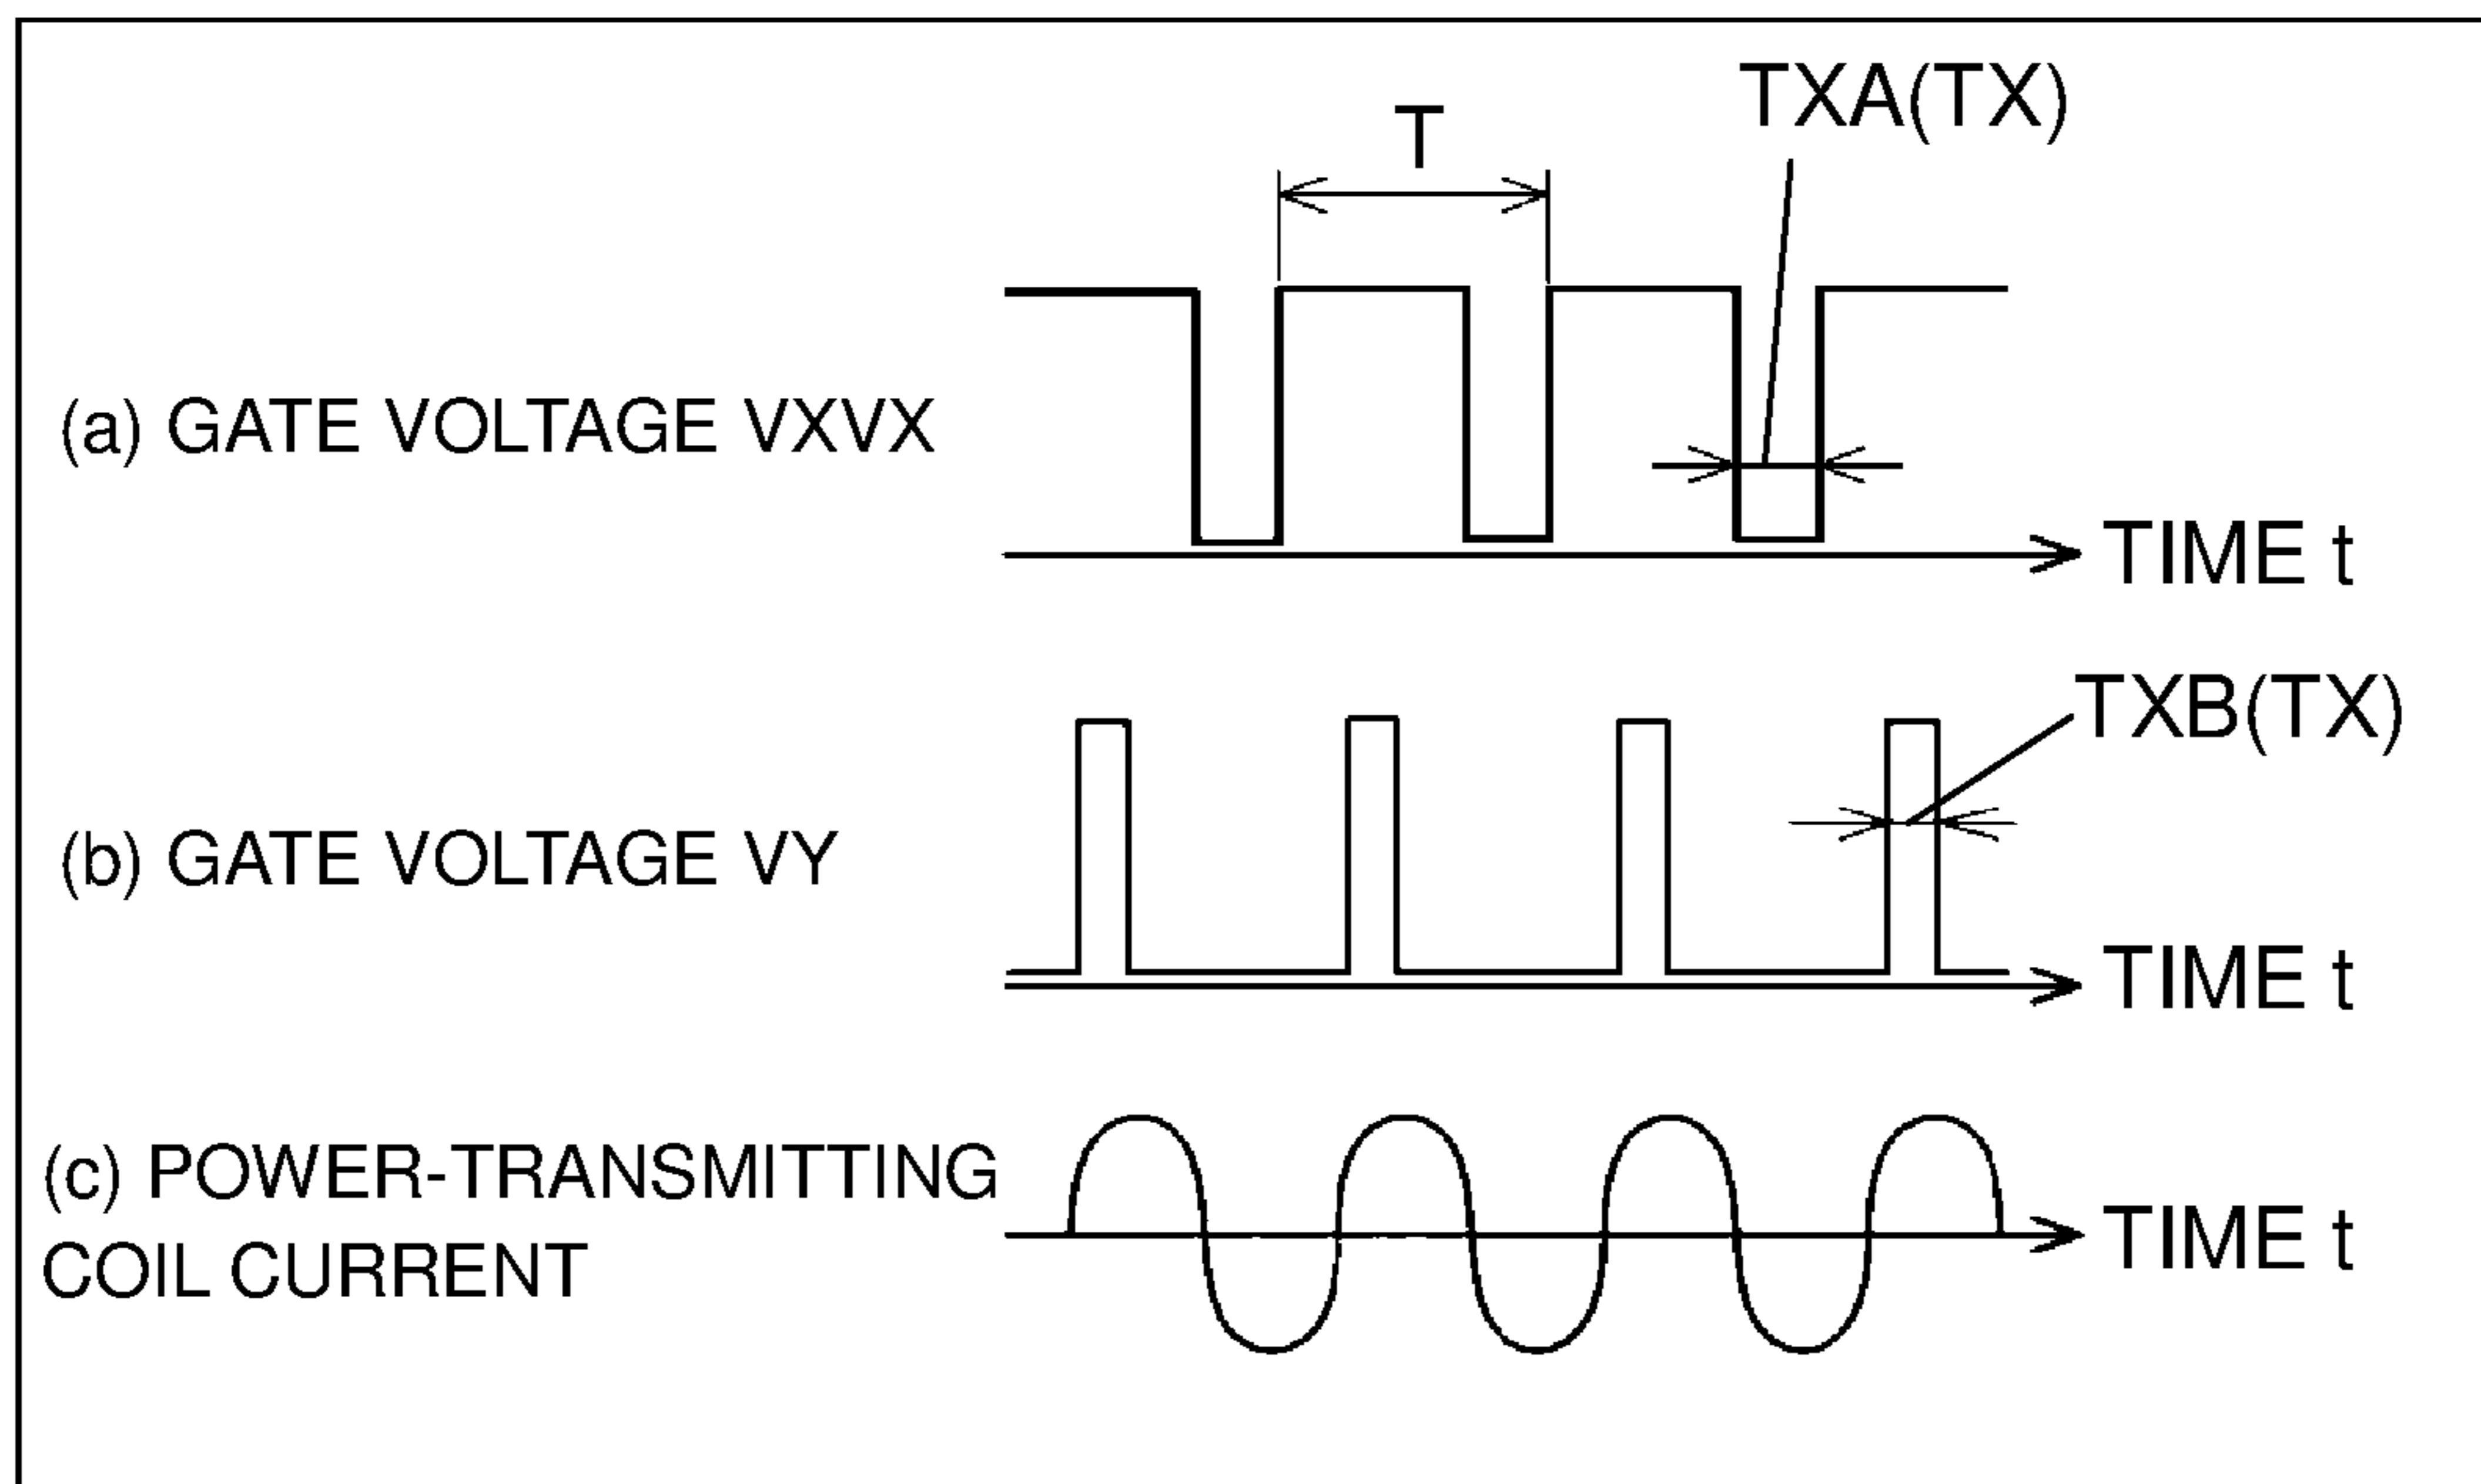 TXA(TX)
T
(a) GATE VOLTAGE VXVX
TIME t
TXB(TX)
(b) GATE VOLTAGE VY
TIME t
(c) POWER-TRANSMITTING
COIL CURRENT
TIME t